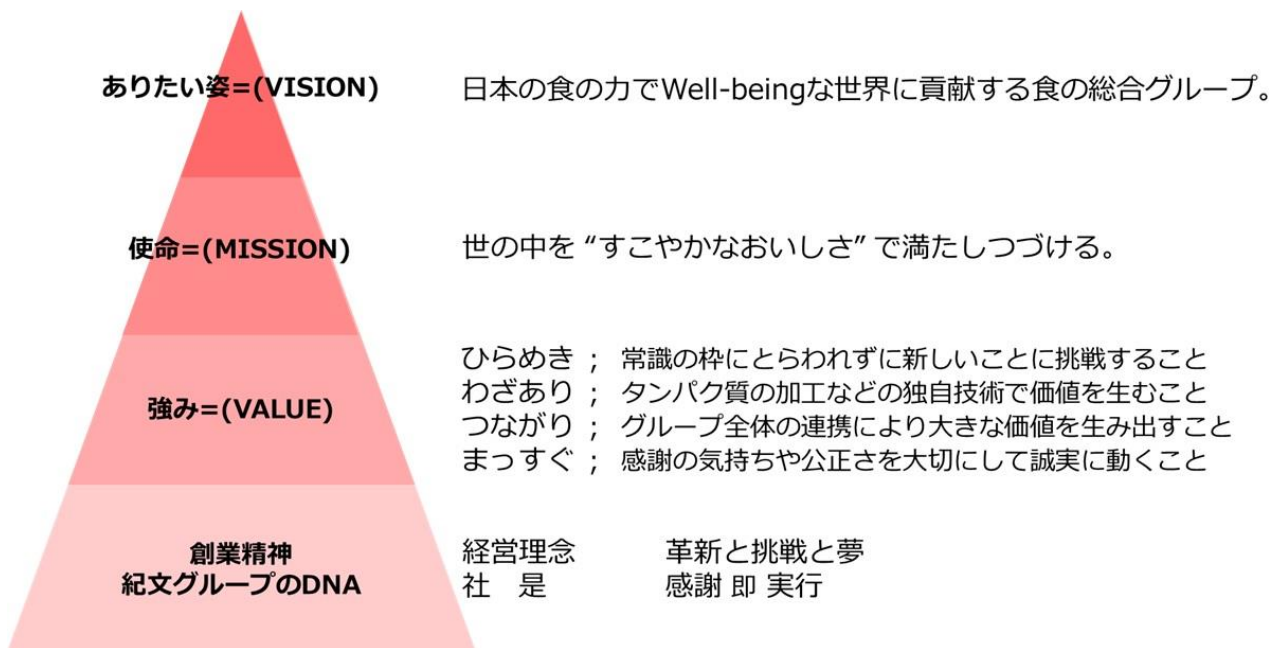 ありたい姿=(VISION) 日本の食の力でWell-beingな世界に貢献する食の総合グループ。
使命=(MISSION) 世の中を “すこやかなおいしさ” で満たしつづける。
強み=(VALUE)
ひらめき ; 常識の枠にとらわれずに新しいことに挑戦すること
わざあり ; タンパク質の加工などの独自技術で価値を生むこと
つながり ; グループ全体の連携により大きな価値を生み出すこと
まっすぐ ; 感謝の気持ちや公正さを大切にして誠実に動くこと
創業精神
紀文グループのDNA
経営理念 革新と挑戦と夢
社 是 感謝 即 実行